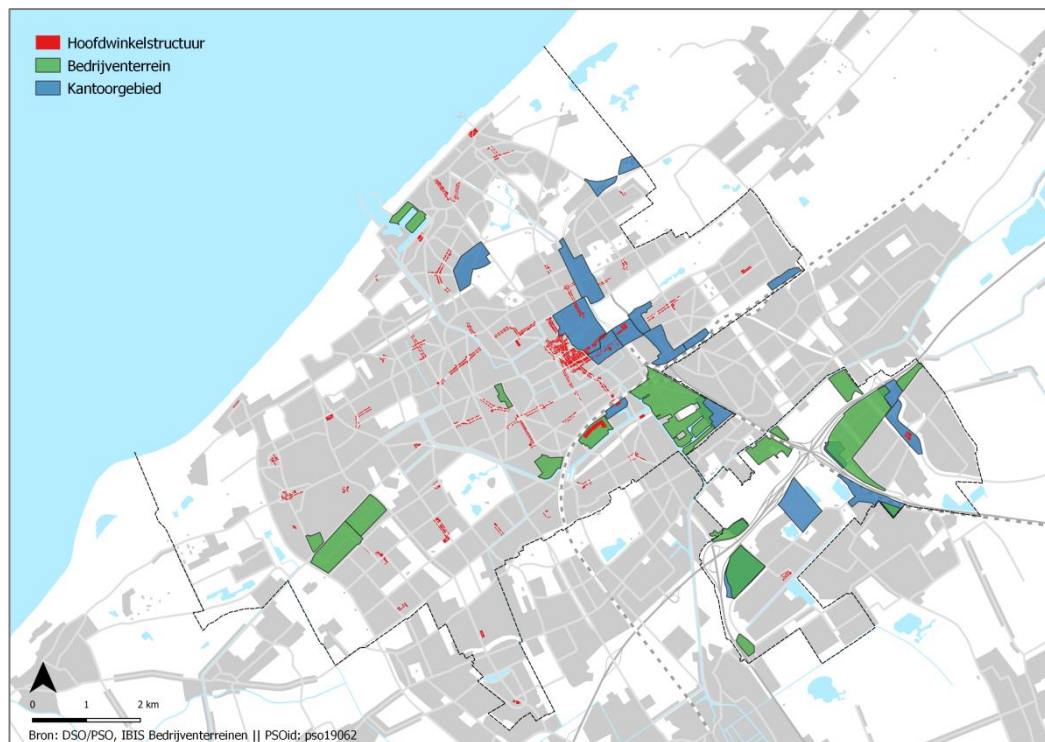 Hoofdwinkelstructuur
Bedrijventerrein
Kantoorgebied
0 1 2 km
Bron: DSO/PSO, IBIS Bedrijventerreinen || PSOid: pso19062